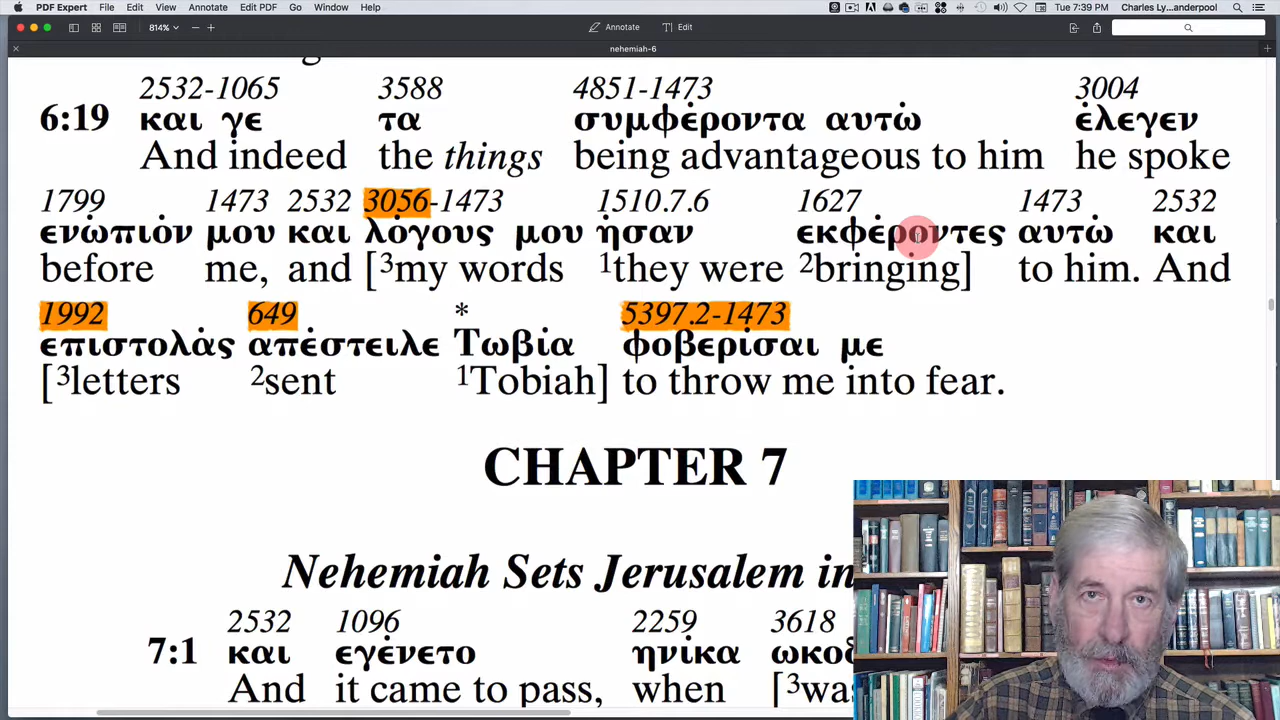 PDF Expert File Edit View Annotate Edit PDF Go Window Help Tue 7:39 PM Charles Ly...anderpool
814% Annotate Edit
nehemiah-6
2532-1065 3588 4851-1473 3004
6:19 και γε τα συμφέροντα αυτώ έλεγεν
And indeed the things being advantageous to him he spoke
1799 1473 2532 3056-1473 1510.7.6 1627 1473 2532
ενώπιόν μου και λόγους μου ήσαν εκφέροντες αυτώ και
before me, and [³my words ¹they were ²bringing] to him. And
1992 649 * 5397.2-1473
επιστολάς απέστειλε Τωβία φοβερίσαι με
[³letters ²sent ¹Tobiah] to throw me into fear.
CHAPTER 7
Nehemiah Sets Jerusalem in
2532 1096 2259 3618
7:1 και εγένετο ηνίκα ωκοδ
And it came to pass, when [³was